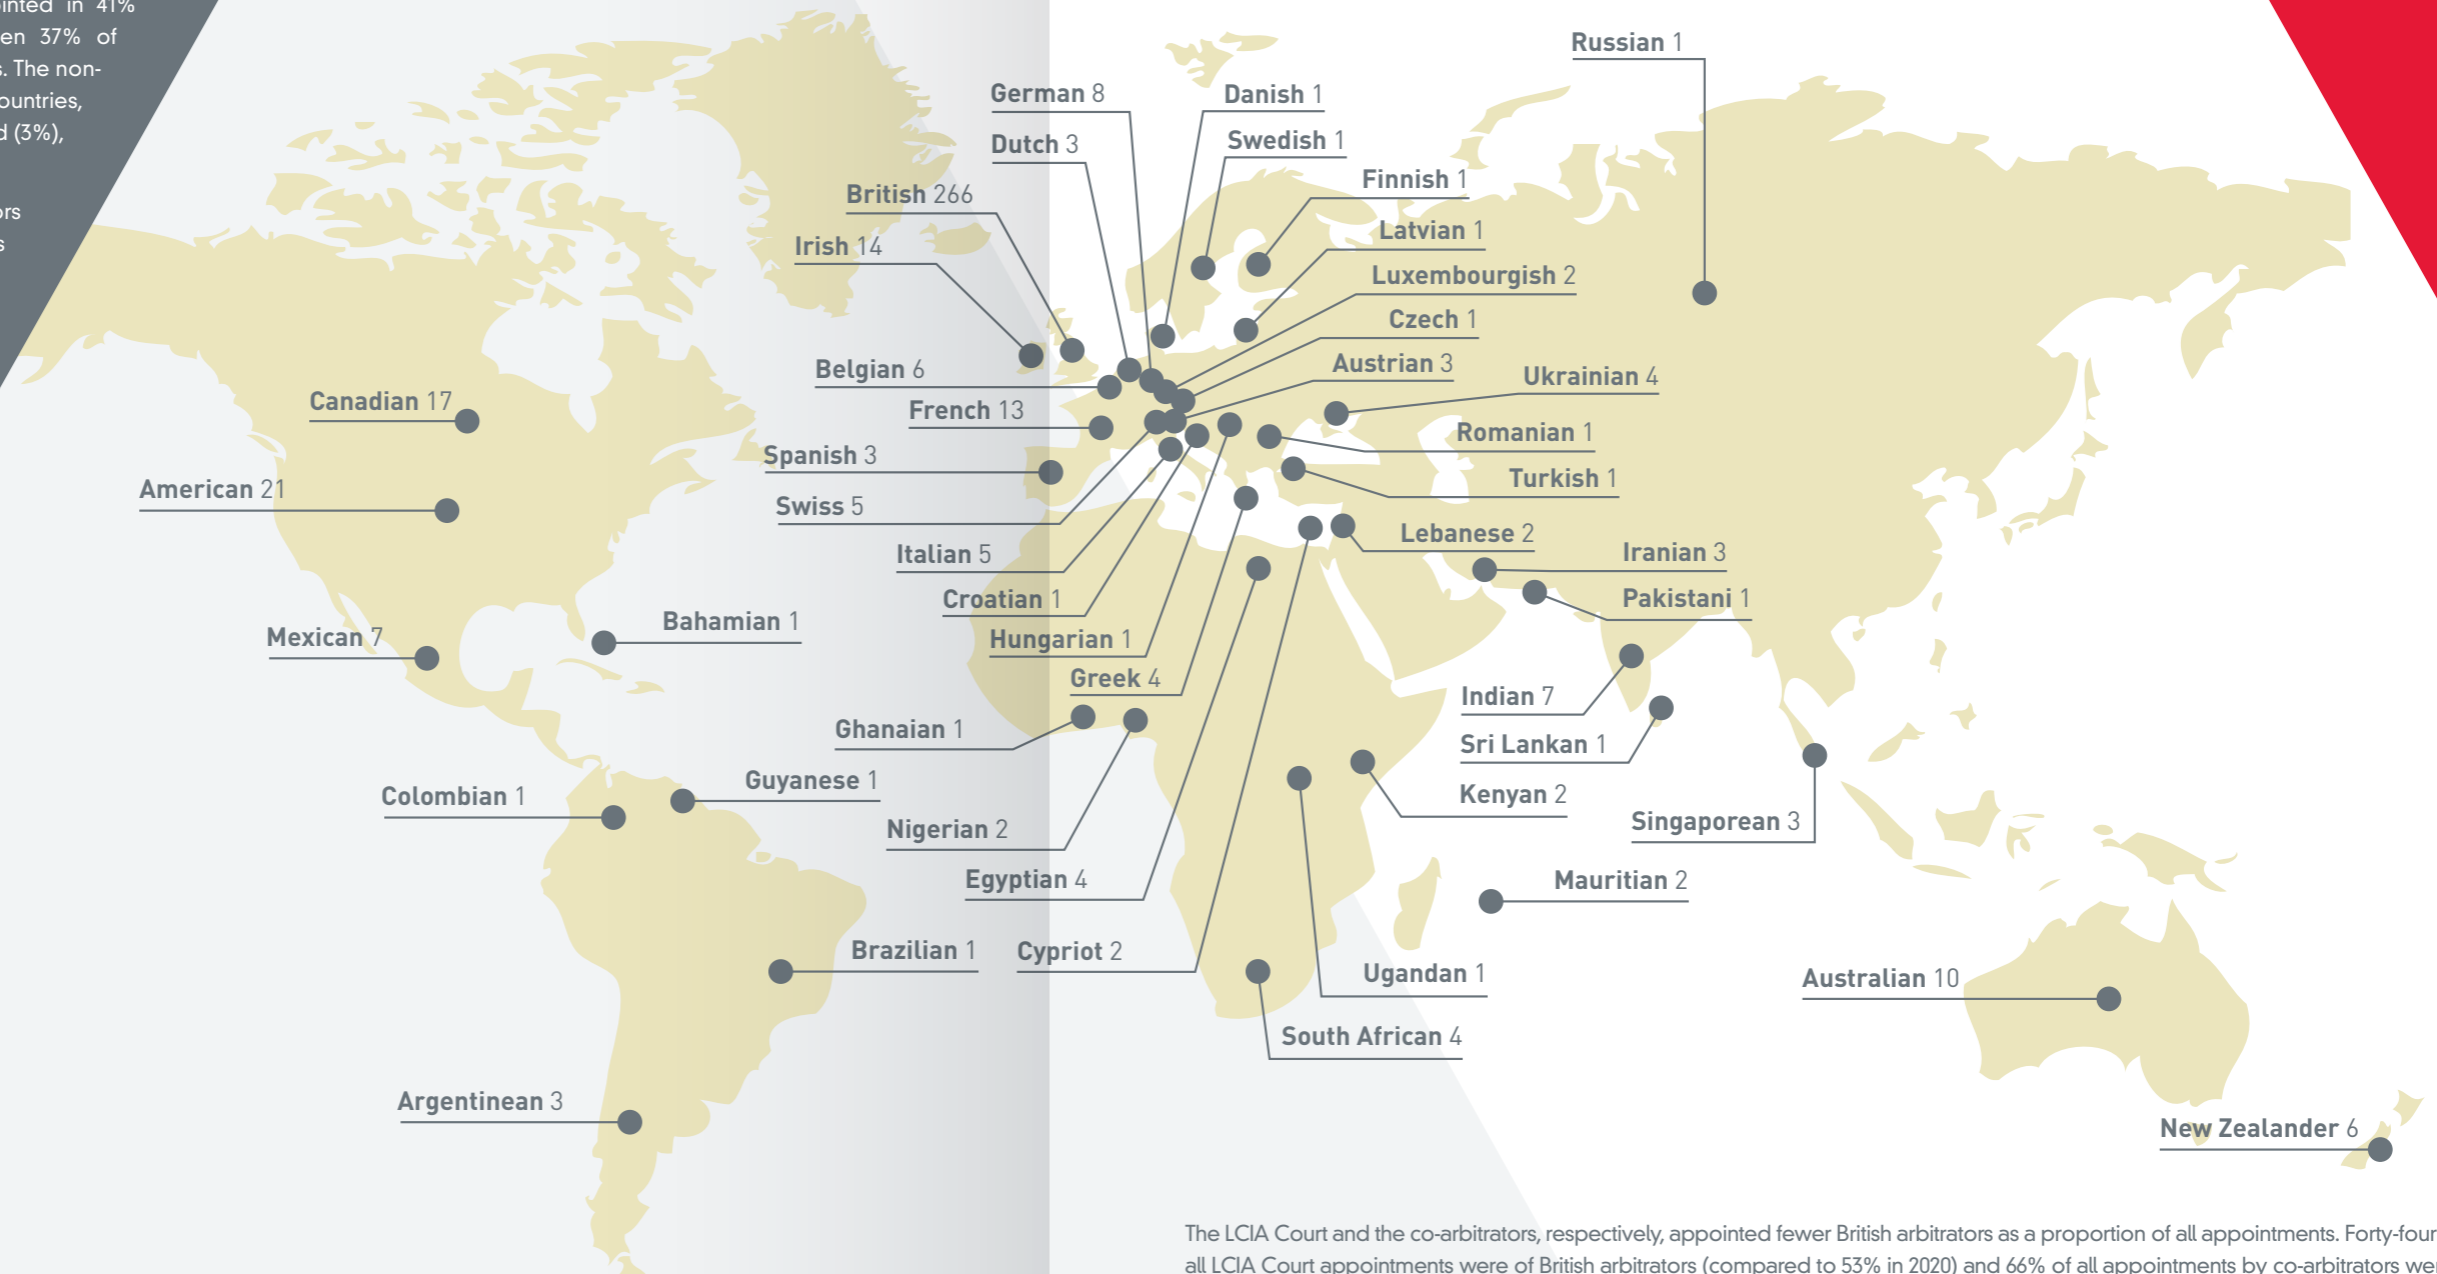 in 41%
37% of
The non-
(3%),
Russian 1
German 8
Danish 1
Dutch 3
Swedish 1
British 266
Finnish 1
Irish 14
Latvian 1
Luxembourgish 2
Czech 1
Belgian 6
Austrian 3
Ukrainian 4
Canadian 17
French 13
Romanian 1
Spanish 3
Turkish 1
American 21
Swiss 5
Lebanese 2
Italian 5
Iranian 3
Croatian 1
Pakistani 1
Bahamian 1
Mexican 7
Hungarian 1
Greek 4
Indian 7
Ghanaian 1
Sri Lankan 1
Guyanese 1
Colombian 1
Kenyan 2
Nigerian 2
Singaporean 3
Egyptian 4
Mauritian 2
Brazilian 1
Cypriot 2
Ugandan 1
Australian 10
South African 4
Argentinean 3
New Zealander 6
The LCIA Court and the co-arbitrators, respectively, appointed fewer British arbitrators as a proportion of all appointments. Forty-four
all LCIA Court appointments were of British arbitrators (compared to 53% in 2020) and 66% of all appointments by co-arbitrators